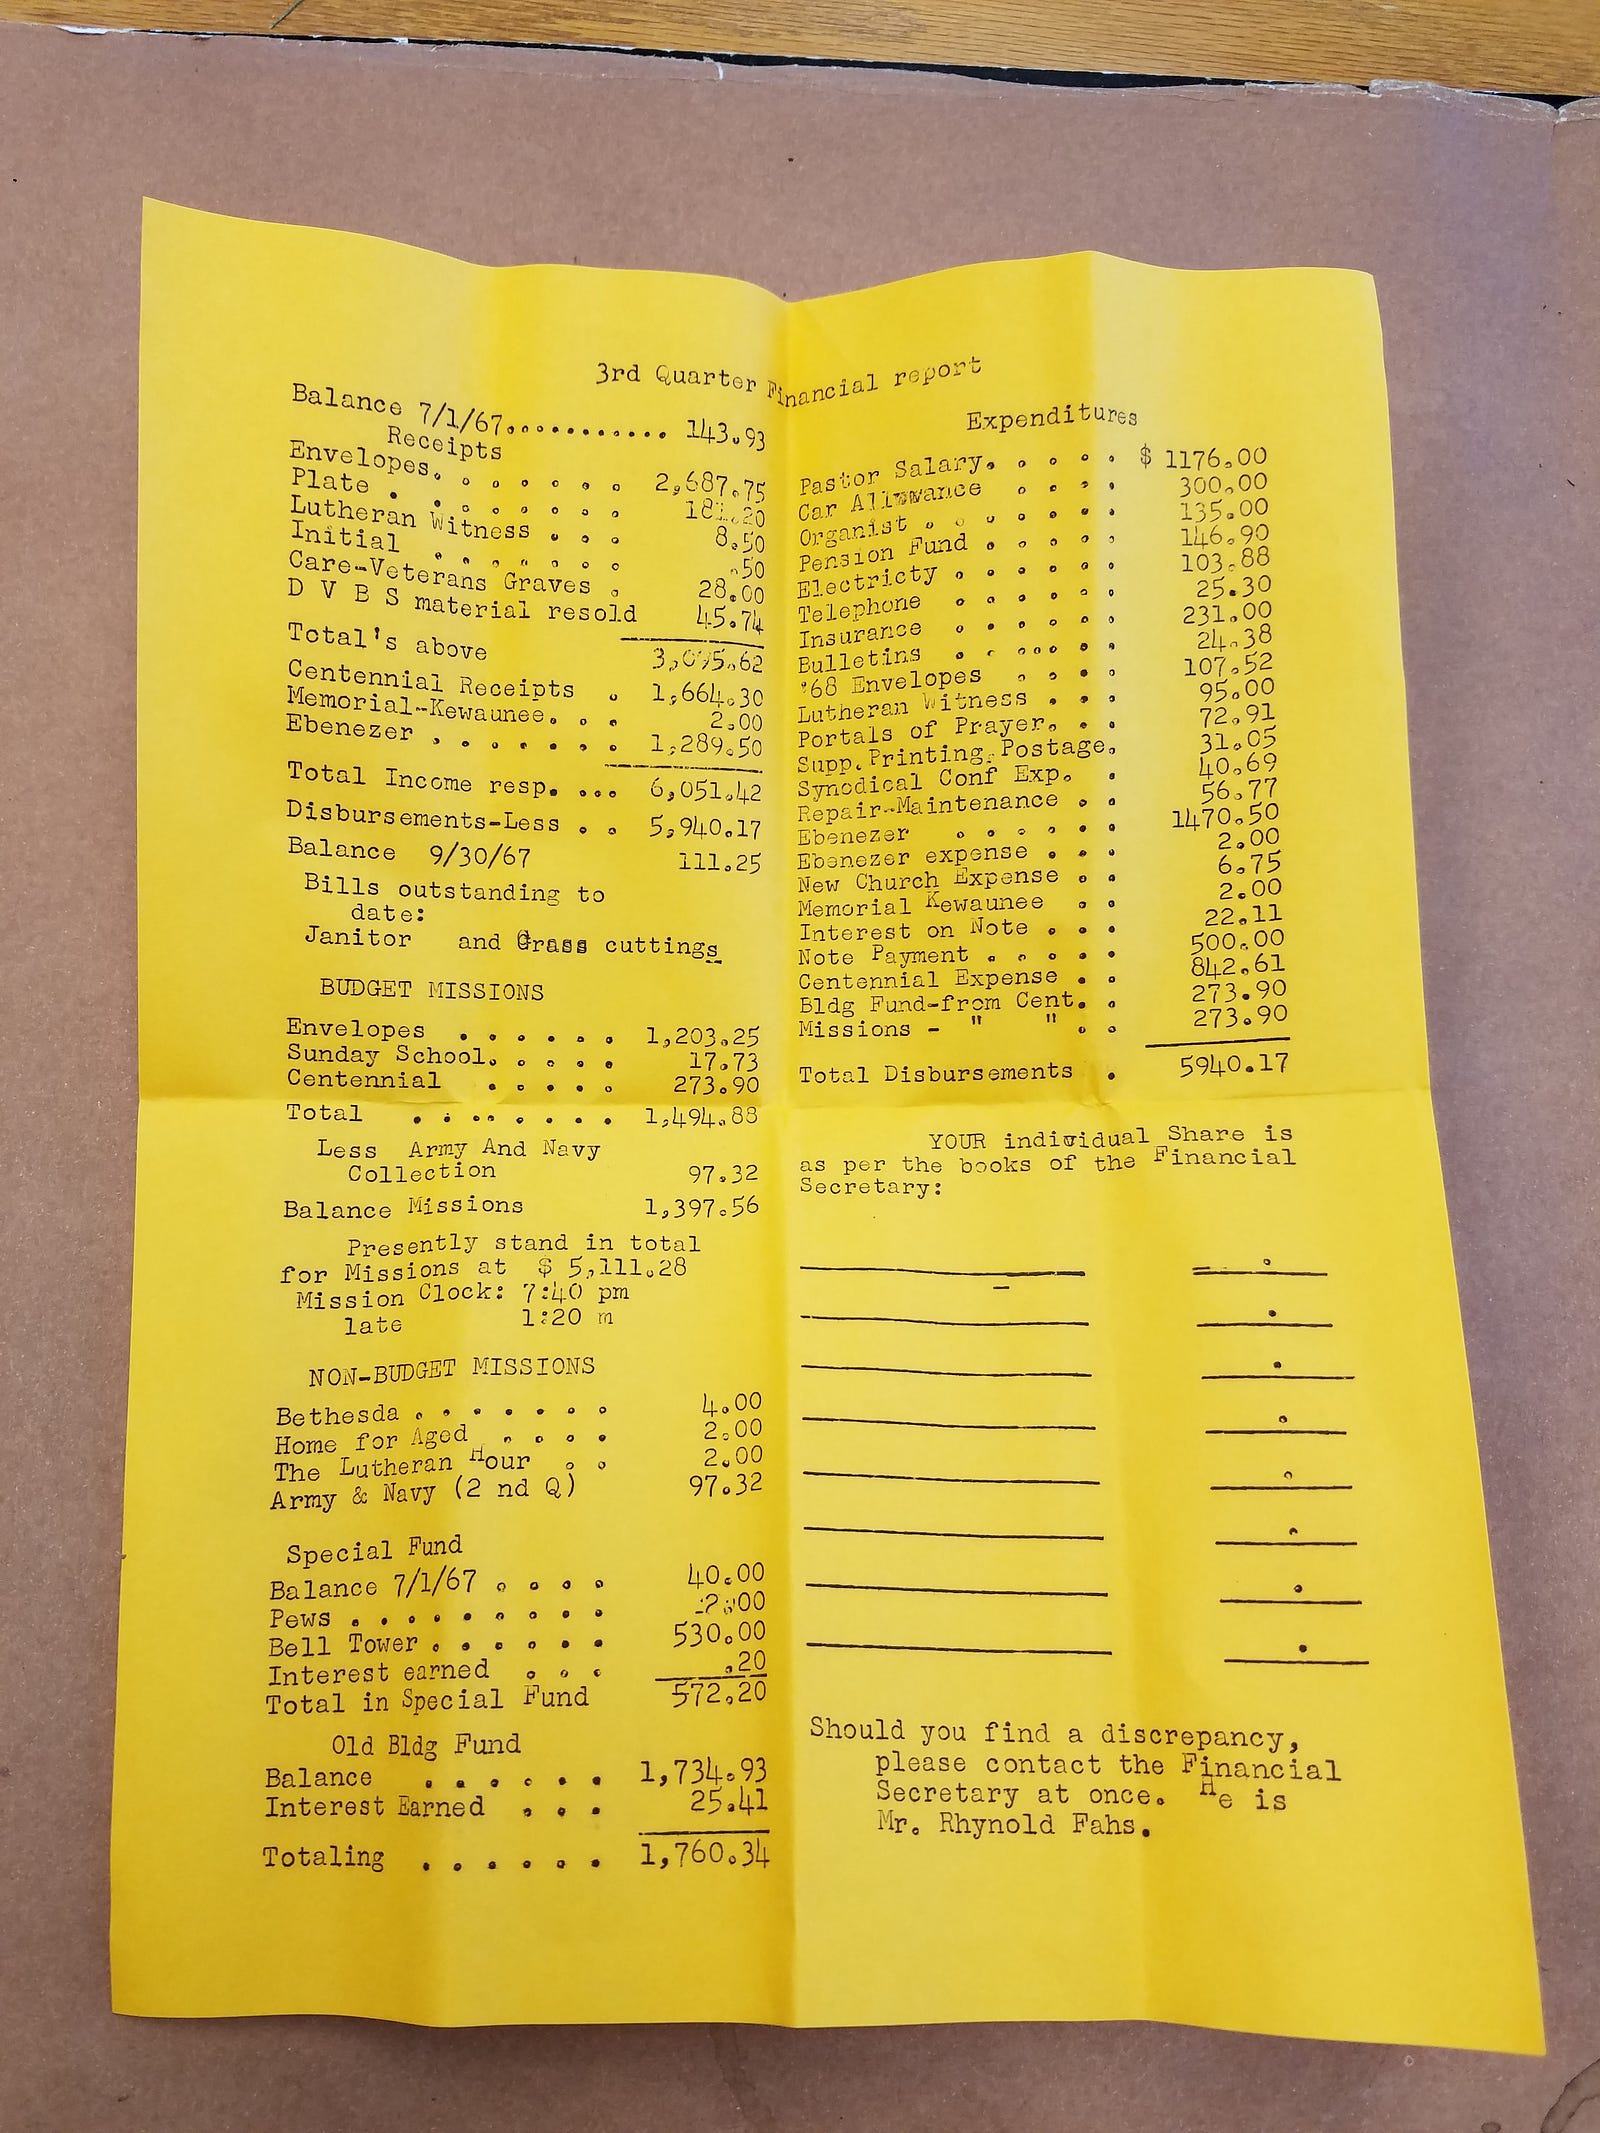 3rd Quarter Financial report
Balance 7/1/67............ 143.93
Receipts
Envelopes. . . . . . . 2,687.75
Plate . . . . . . . . 181.20
Lutheran Witness . . . 8.50
Initial . . . . . . .50
Care-Veterans Graves . 28.00
D V B S material resold 45.74
Total's above 3,095.62
Centennial Receipts . 1,664.30
Memorial-Kewaunee. . . 2.00
Ebenezer . . . . . . . 1,289.50
Total Income resp. ... 6,051.42
Disbursements-Less . . 5,940.17
Balance 9/30/67 111.25
Bills outstanding to
date:
Janitor and Grass cuttings
BUDGET MISSIONS
Envelopes . . . . . . 1,203.25
Sunday School. . . . . 17.73
Centennial . . . . . 273.90
Total . . .. . . . . 1,494.88
Less Army And Navy
Collection 97.32
Balance Missions 1,397.56
Presently stand in total
for Missions at $ 5,111.28
Mission Clock: 7:40 pm
late 1:20 m
NON-BUDGET MISSIONS
Bethesda . . . . . . . 4.00
Home for Aged . . . . 2.00
The Lutheran Hour . . 2.00
Army & Navy (2 nd Q) 97.32
Special Fund
Balance 7/1/67 . . . . 40.00
Pews . . . . . . . . . 2.00
Bell Tower . . . . . . 530.00
Interest earned . . . .20
Total in Special Fund 572.20
Old Bldg Fund
Balance . . . . . . 1,734.93
Interest Earned . . . 25.41
Totaling . . . . . . 1,760.34
Expenditures
Pastor Salary. . . . . $ 1176.00
Car Allowance . . . . 300.00
Organist . . . . . . . 135.00
Pension Fund . . . . . 146.90
Electricty . . . . . . 103.88
Telephone . . . . . . 25.30
Insurance . . . . . . 231.00
Bulletins . . ... . . 24.38
'68 Envelopes . . . . 107.52
Lutheran Witness . . . 95.00
Portals of Prayer. . . 72.91
Supp. Printing, Postage. 31.05
Synodical Conf Exp. . 40.69
Repair-Maintenance . . 56.77
Ebenezer . . . . . . 1470.50
Ebenezer expense . . . 2.00
New Church Expense . . 6.75
Memorial Kewaunee . . 2.00
Interest on Note . . . 22.11
Note Payment . . . . . 500.00
Centennial Expense . . 842.61
Bldg Fund-from Cent. . 273.90
Missions - " " . . 273.90
Total Disbursements . 5940.17
YOUR individual Share is
as per the books of the Financial
Secretary:
Should you find a discrepancy,
please contact the Financial
Secretary at once. He is
Mr. Rhynold Fahs.